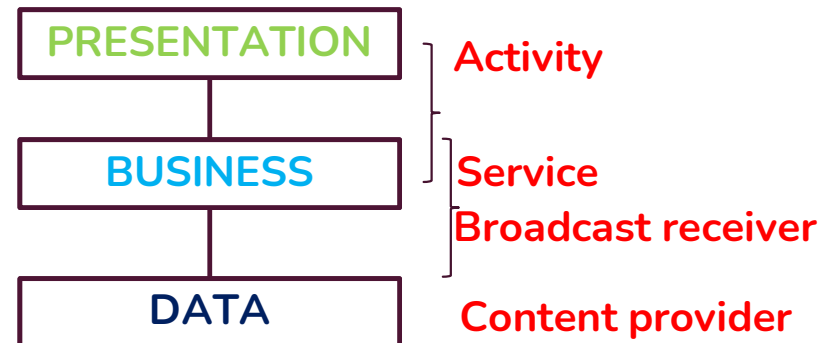 PRESENTATION
Activity
BUSINESS
Service
Broadcast receiver
DATA
Content provider